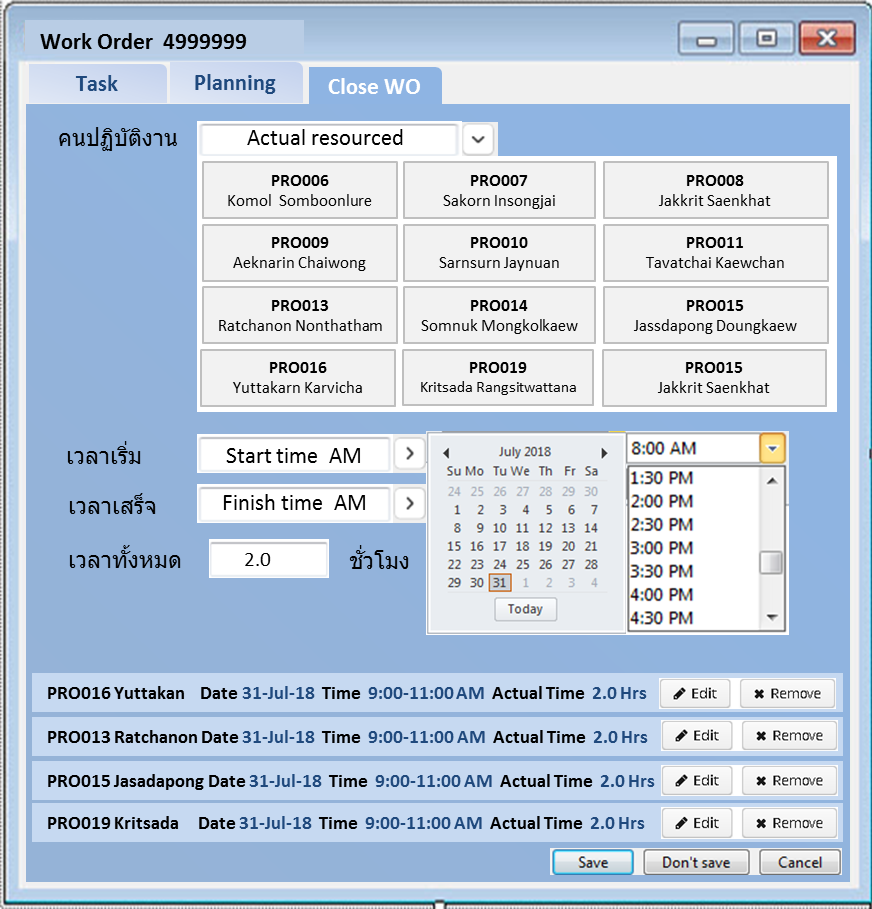 Work Order 4999999
Task Planning Close WO
คนปฏิบัติงาน Actual resourced
PRO006 PRO007 PRO008
Komol Somboonlure Sakorn Insongjai Jakkrit Saenkhat
PRO009 PRO010 PRO011
Aeknarin Chaiwong Sarnsurn Jaynuan Tavatchai Kaewchan
PRO013 PRO014 PRO015
Ratchanon Nonthatham Somnuk Mongkolkaew Jassdapong Doungkaew
PRO016 PRO019 PRO015
Yuttakarn Karvicha Kritsada Rangsitwattana Jakkrit Saenkhat
เวลาเริ่ม Start time AM
เวลาเสร็จ Finish time AM
เวลาทั้งหมด 2.0 ชั่วโมง
July 2018
Su Mo Tu We Th Fr Sa
24 25 26 27 28 29 30
1 2 3 4 5 6 7
8 9 10 11 12 13 14
15 16 17 18 19 20 21
22 23 24 25 26 27 28
29 30 31 1 2 3 4
Today
8:00 AM
1:30 PM
2:00 PM
2:30 PM
3:00 PM
3:30 PM
4:00 PM
4:30 PM
PRO016 Yuttakan Date 31-Jul-18 Time 9:00-11:00 AM Actual Time 2.0 Hrs Edit Remove
PRO013 Ratchanon Date 31-Jul-18 Time 9:00-11:00 AM Actual Time 2.0 Hrs Edit Remove
PRO015 Jasadapong Date 31-Jul-18 Time 9:00-11:00 AM Actual Time 2.0 Hrs Edit Remove
PRO019 Kritsada Date 31-Jul-18 Time 9:00-11:00 AM Actual Time 2.0 Hrs Edit Remove
Save Don't save Cancel